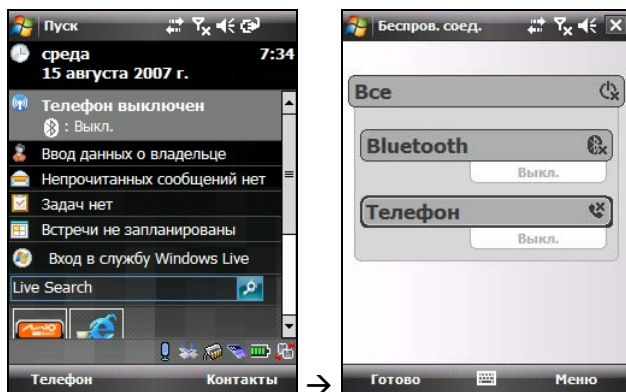 Пуск
среда 7:34
15 августа 2007 г.
Телефон выключен
: Выкл.
Ввод данных о владельце
Непрочитанных сообщений нет
Задач нет
Встречи не запланированы
Вход в службу Windows Live
Live Search
Mio
Телефон Контакты
→
Беспров. соед.
Все
Bluetooth
Выкл.
Телефон
Выкл.
Готово Меню